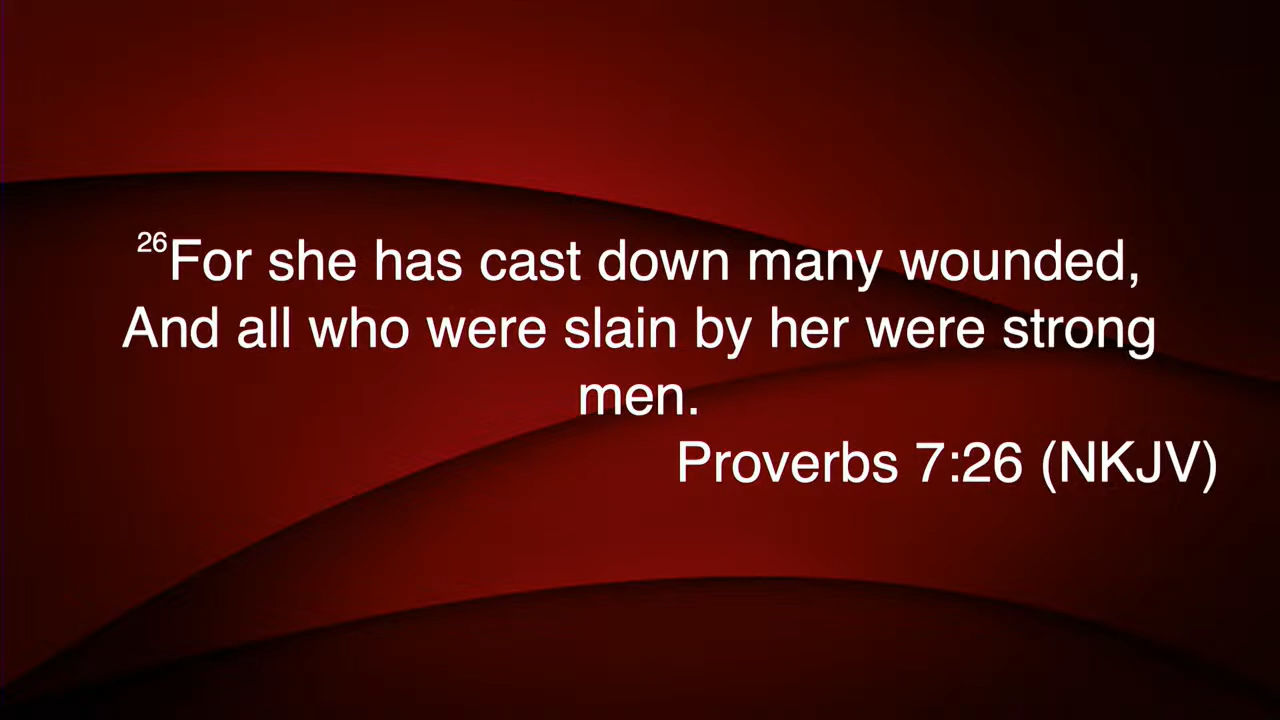 26For she has cast down many wounded,
And all who were slain by her were strong
men.
Proverbs 7:26 (NKJV)